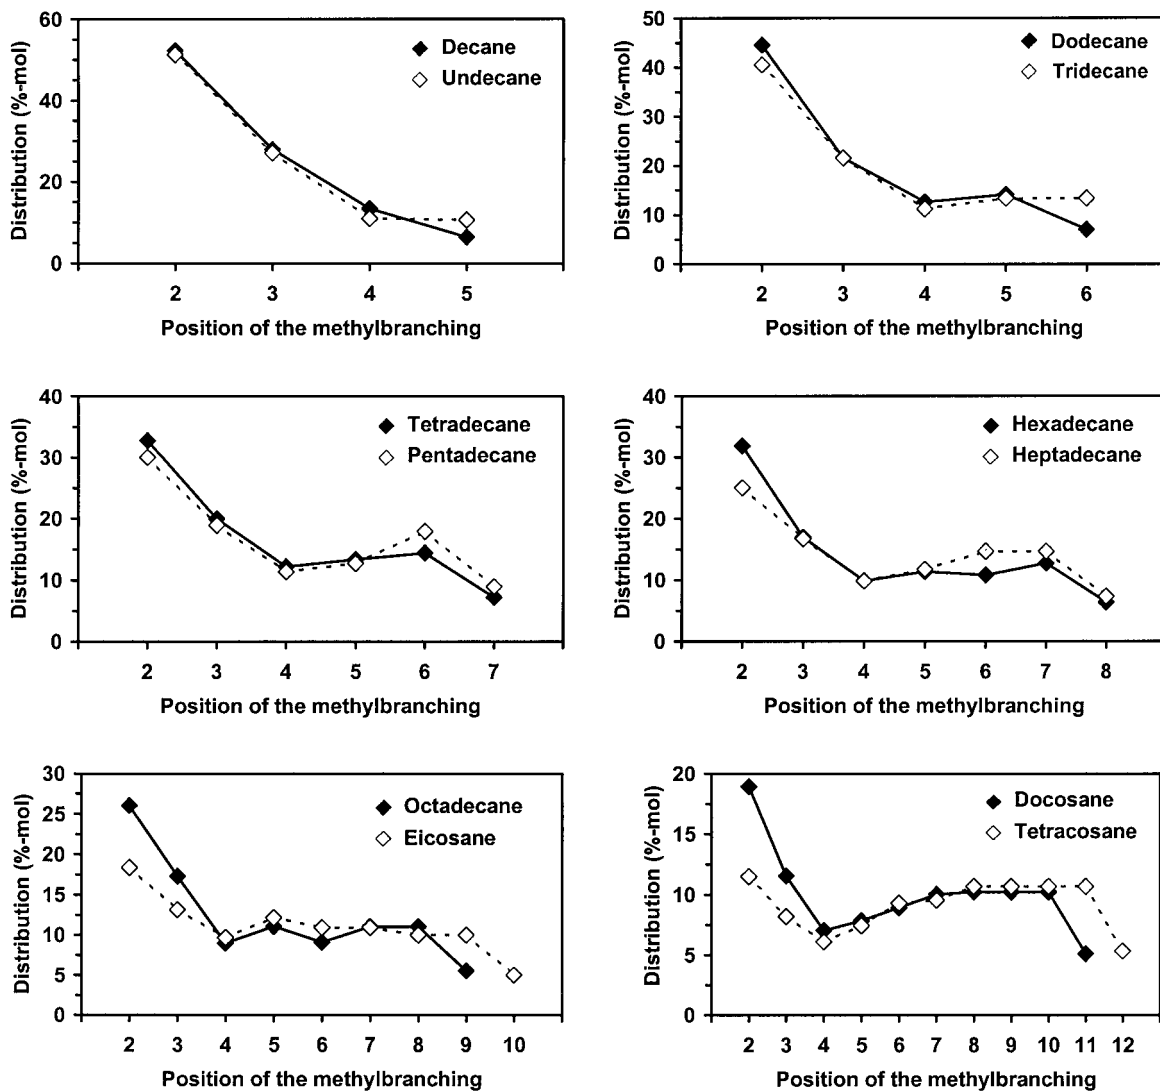 60
50
40
30
20
10
0
Distribution (%-mol)
Decane
Undecane
2 3 4 5
Position of the methylbranching
50
40
30
20
10
0
Distribution (%-mol)
Dodecane
Tridecane
2 3 4 5 6
Position of the methylbranching
40
30
20
10
0
Distribution (%-mol)
Tetradecane
Pentadecane
2 3 4 5 6 7
Position of the methylbranching
40
30
20
10
0
Distribution (%-mol)
Hexadecane
Heptadecane
2 3 4 5 6 7 8
Position of the methylbranching
30
25
20
15
10
5
0
Distribution (%-mol)
Octadecane
Eicosane
2 3 4 5 6 7 8 9 10
Position of the methylbranching
20
15
10
5
0
Distribution (%-mol)
Docosane
Tetracosane
2 3 4 5 6 7 8 9 10 11 12
Position of the methylbranching